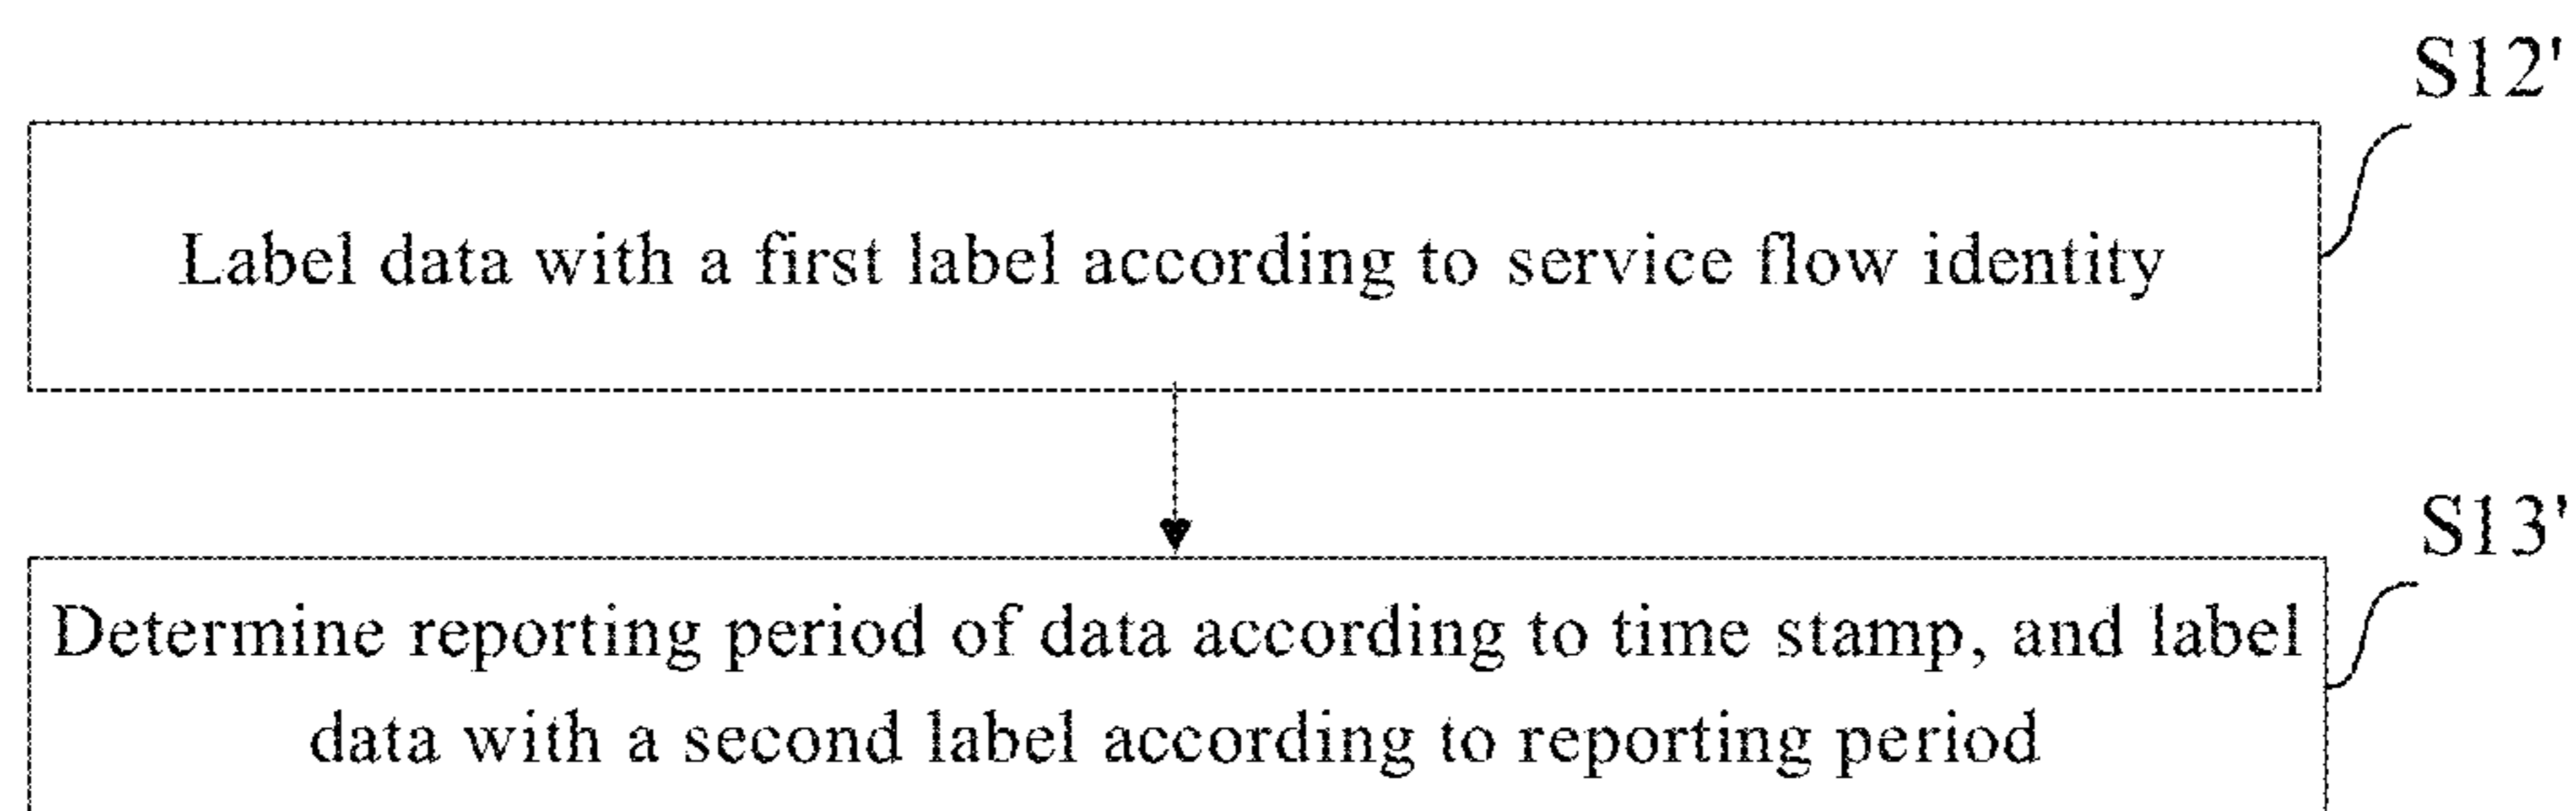 S12'
Label data with a first label according to service flow identity
S13'
Determine reporting period of data according to time stamp, and label
data with a second label according to reporting period